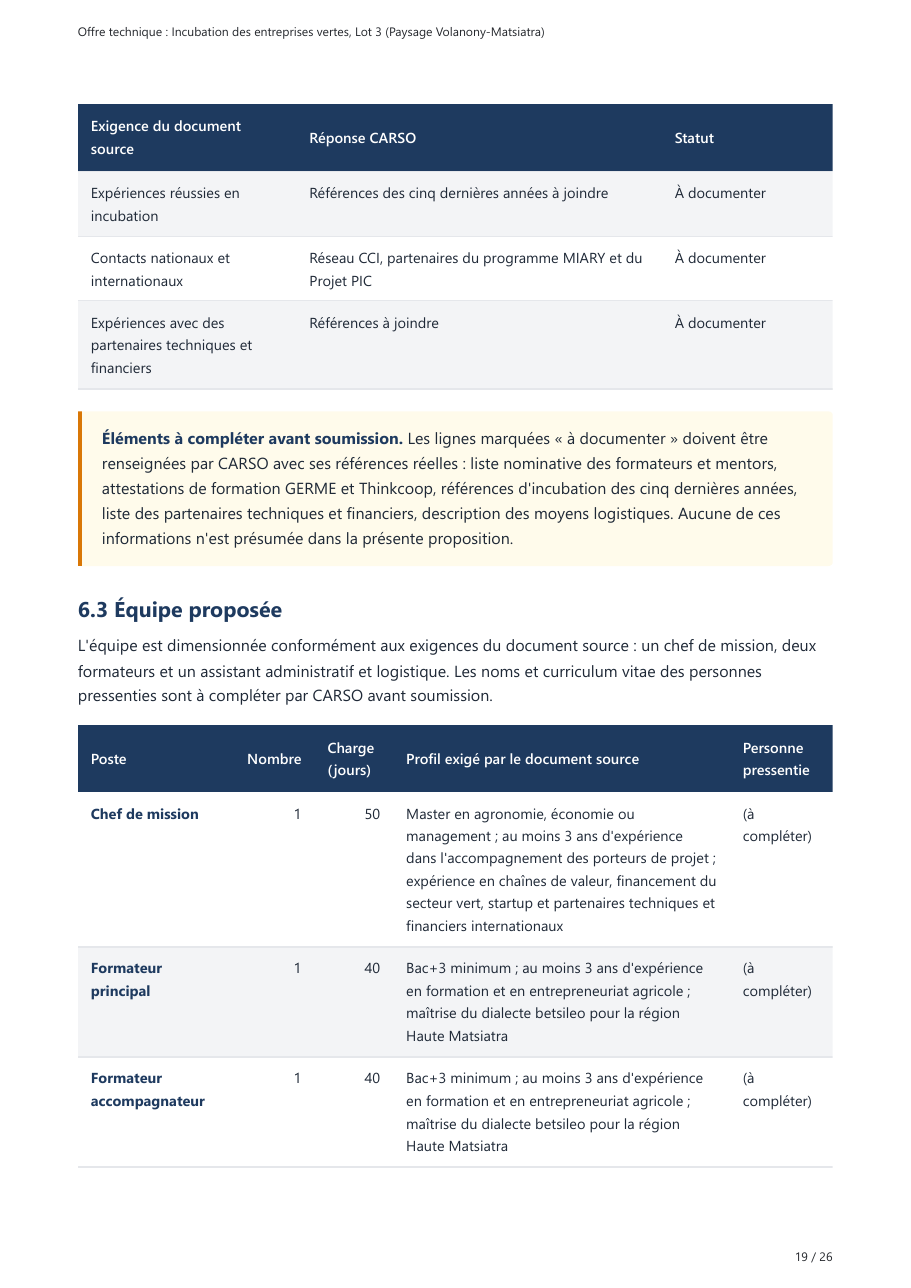 Offre technique : Incubation des entreprises vertes, Lot 3 (Paysage Volanony-Matsiatra)
Exigence du document
source
Réponse CARSO
Statut
Expériences réussies en
incubation
Références des cinq dernières années à joindre
À documenter
Contacts nationaux et
internationaux
Réseau CCI, partenaires du programme MIARY et du
Projet PIC
À documenter
Expériences avec des
partenaires techniques et
financiers
Références à joindre
À documenter
Éléments à compléter avant soumission. Les lignes marquées « à documenter » doivent être
renseignées par CARSO avec ses références réelles : liste nominative des formateurs et mentors,
attestations de formation GERME et Thinkcoop, références d'incubation des cinq dernières années,
liste des partenaires techniques et financiers, description des moyens logistiques. Aucune de ces
informations n'est présumée dans la présente proposition.
6.3 Équipe proposée
L'équipe est dimensionnée conformément aux exigences du document source : un chef de mission, deux
formateurs et un assistant administratif et logistique. Les noms et curriculum vitae des personnes
pressenties sont à compléter par CARSO avant soumission.
Poste
Nombre
Charge
(jours)
Profil exigé par le document source
Personne
pressentie
Chef de mission
1
50
Master en agronomie, économie ou
management ; au moins 3 ans d'expérience
dans l'accompagnement des porteurs de projet ;
expérience en chaînes de valeur, financement du
secteur vert, startup et partenaires techniques et
financiers internationaux
(à
compléter)
Formateur
principal
1
40
Bac+3 minimum ; au moins 3 ans d'expérience
en formation et en entrepreneuriat agricole ;
maîtrise du dialecte betsileo pour la région
Haute Matsiatra
(à
compléter)
Formateur
accompagnateur
1
40
Bac+3 minimum ; au moins 3 ans d'expérience
en formation et en entrepreneuriat agricole ;
maîtrise du dialecte betsileo pour la région
Haute Matsiatra
(à
compléter)
19 / 26